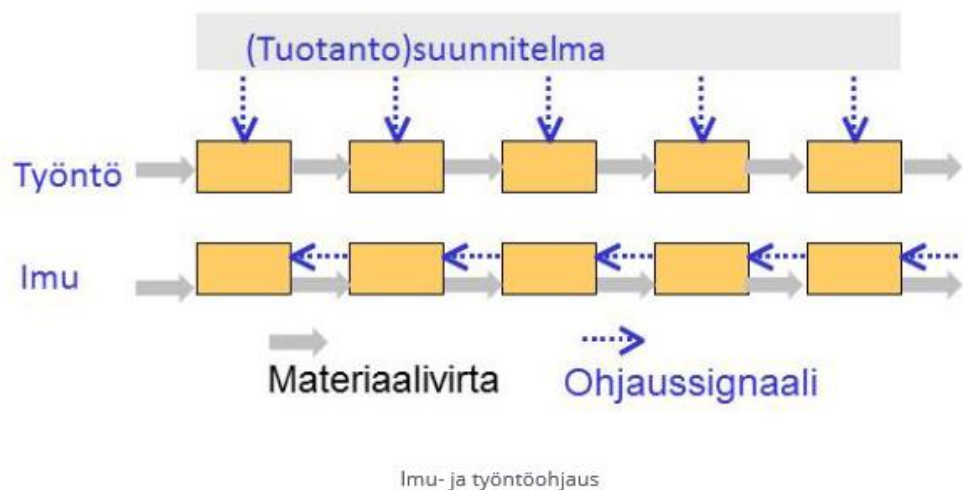 (Tuotanto)suunnitelma
Työntö
Imu
Materiaalivirta
Ohjaussignaali
Imu- ja työntöohjaus